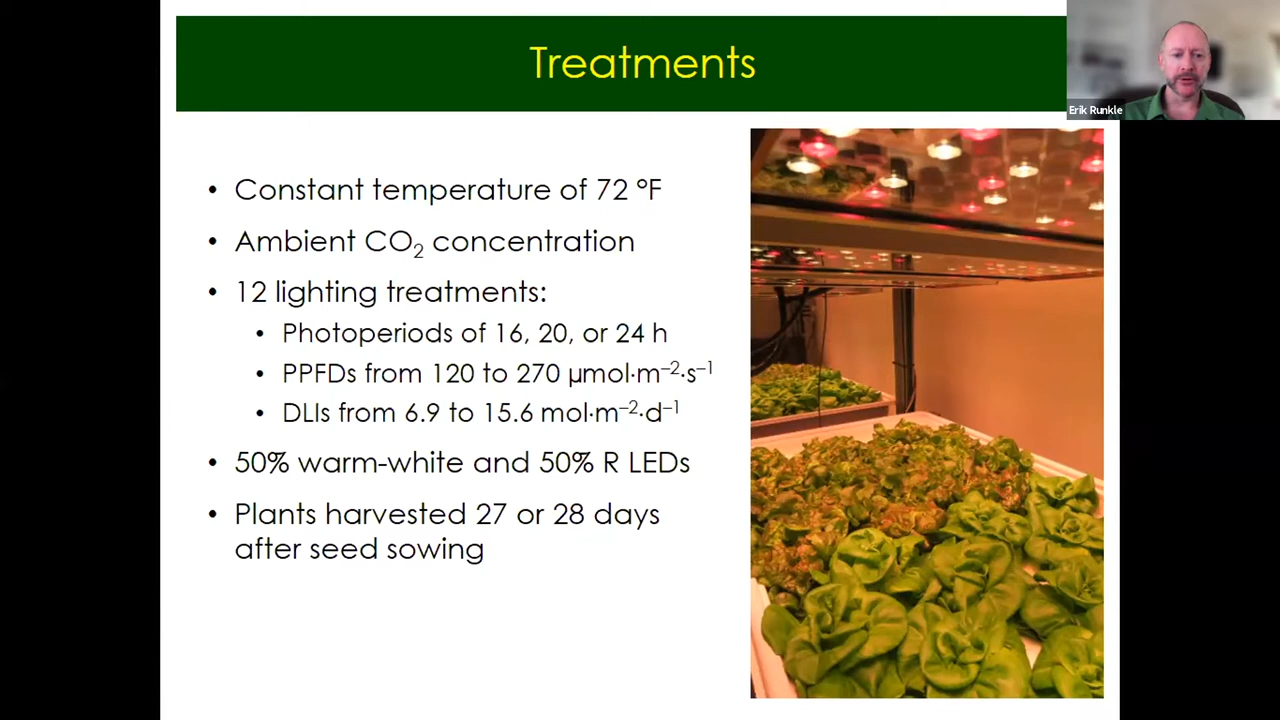 Treatments
Erik Runkle
• Constant temperature of 72 °F
• Ambient CO₂ concentration
• 12 lighting treatments:
• Photoperiods of 16, 20, or 24 h
• PPFDs from 120 to 270 µmol·m⁻²·s⁻¹
• DLIs from 6.9 to 15.6 mol·m⁻²·d⁻¹
• 50% warm-white and 50% R LEDs
• Plants harvested 27 or 28 days
after seed sowing